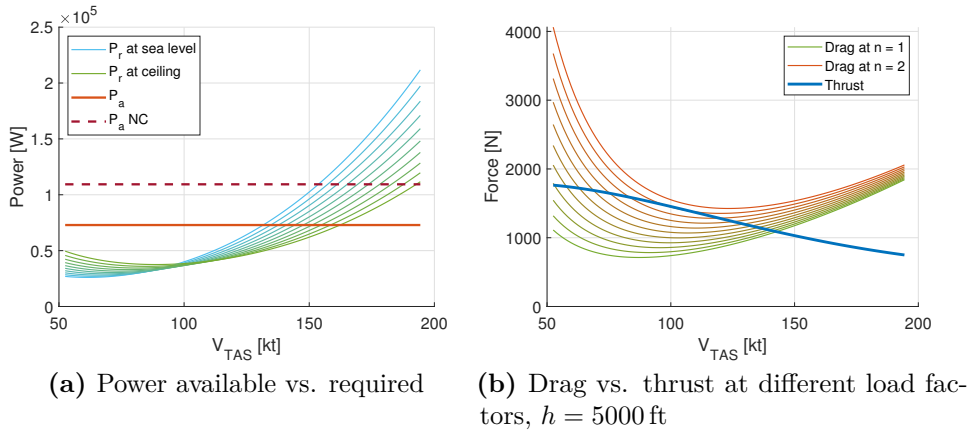 ×10⁵
2.5
2
1.5
1
0.5
0
50
100
150
200
Power [W]
V_TAS [kt]
P_r at sea level
P_r at ceiling
P_a
P_a NC
(a) Power available vs. required
4000
3000
2000
1000
0
50
100
150
200
Force [N]
V_TAS [kt]
Drag at n = 1
Drag at n = 2
Thrust
(b) Drag vs. thrust at different load fac-
tors, h = 5000 ft